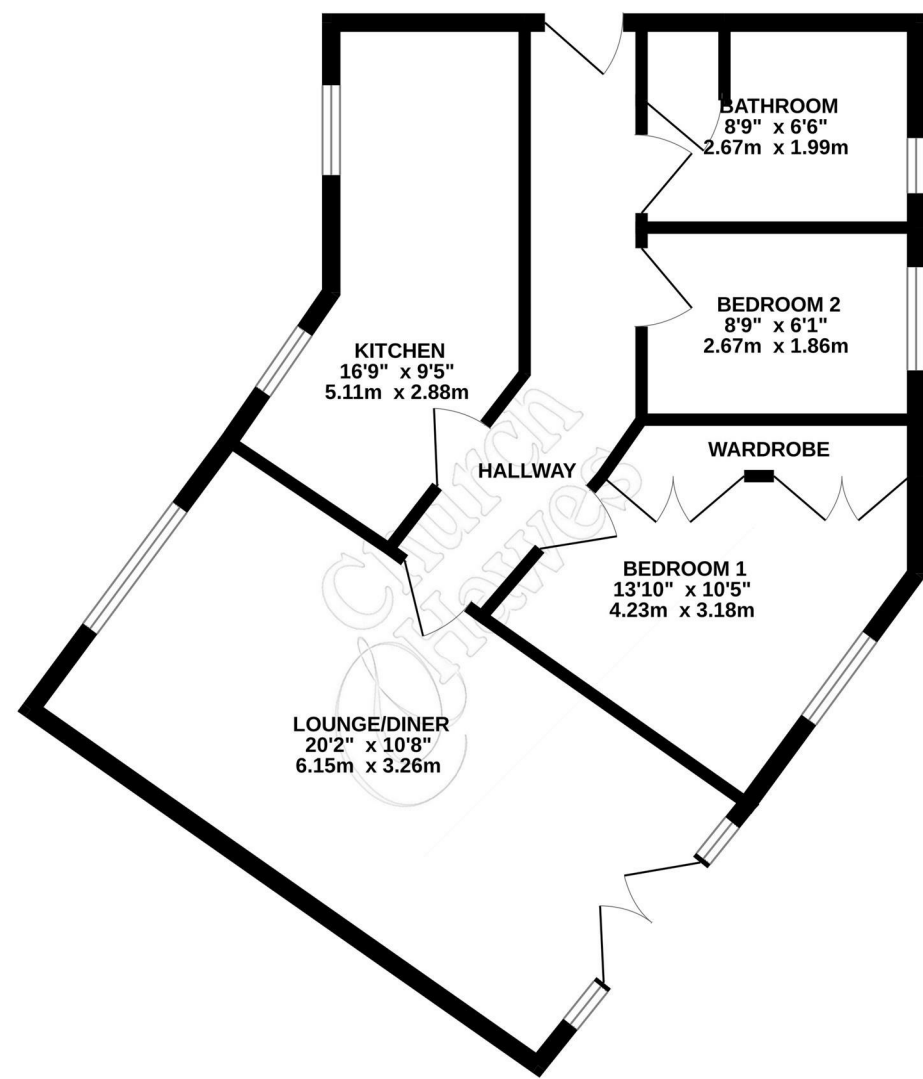 BATHROOM
8'9" x 6'6"
2.67m x 1.99m
BEDROOM 2
8'9" x 6'1"
2.67m x 1.86m
KITCHEN
16'9" x 9'5"
5.11m x 2.88m
WARDROBE
HALLWAY
BEDROOM 1
13'10" x 10'5"
4.23m x 3.18m
LOUNGE/DINER
20'2" x 10'8"
6.15m x 3.26m
Church
& Hawes